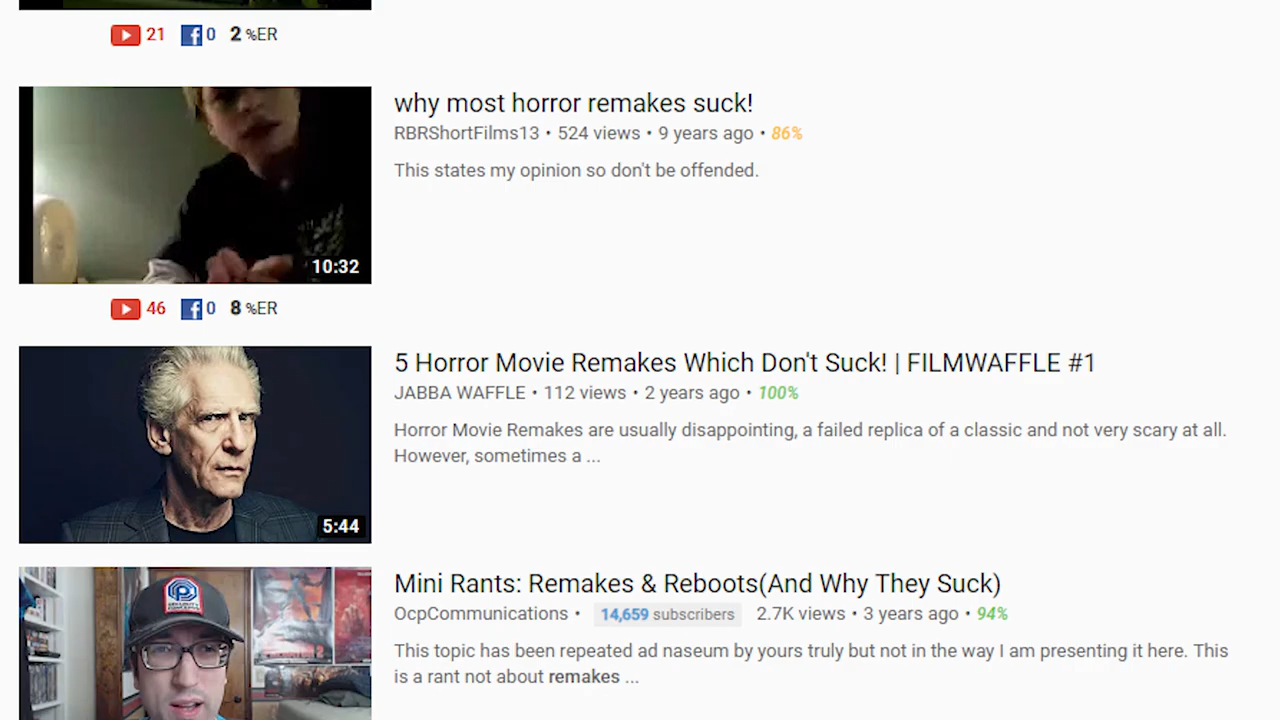 21 0 2 %ER
why most horror remakes suck!
RBRShortFilms13 • 524 views • 9 years ago • 86%
This states my opinion so don't be offended.
10:32
46 0 8 %ER
5 Horror Movie Remakes Which Don't Suck! | FILMWAFFLE #1
JABBA WAFFLE • 112 views • 2 years ago • 100%
Horror Movie Remakes are usually disappointing, a failed replica of a classic and not very scary at all.
However, sometimes a ...
5:44
Mini Rants: Remakes & Reboots(And Why They Suck)
OcpCommunications • 14,659 subscribers 2.7K views • 3 years ago • 94%
This topic has been repeated ad naseum by yours truly but not in the way I am presenting it here. This
is a rant not about remakes ...